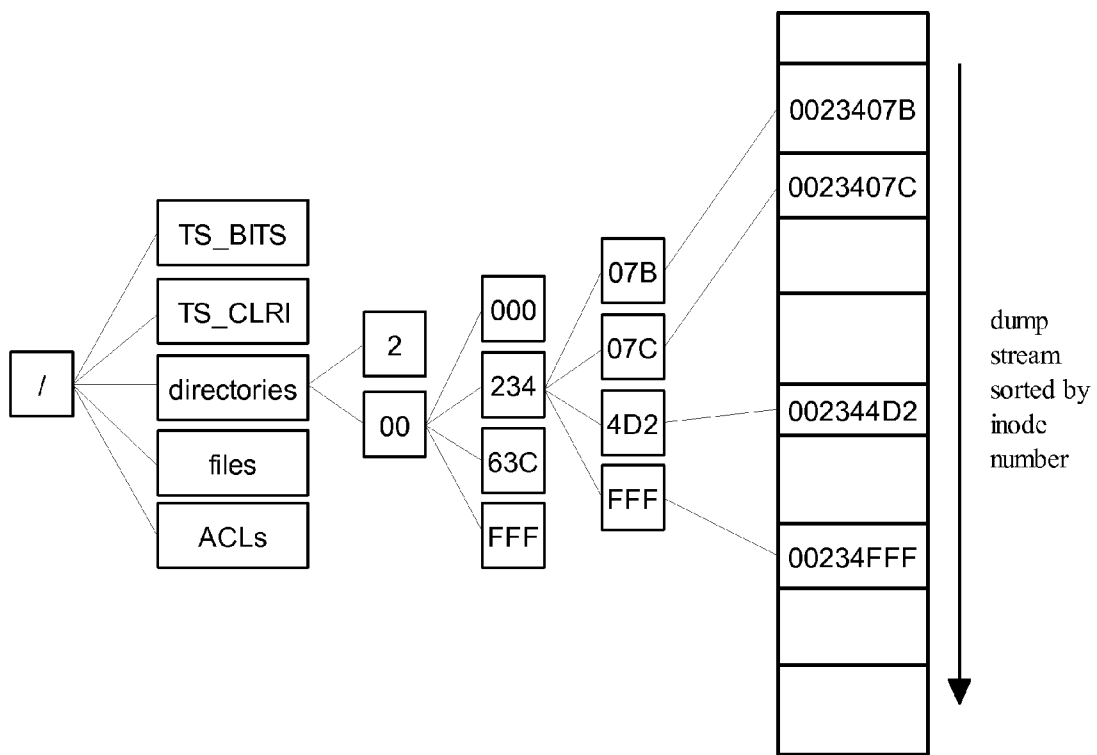 /
TS_BITS
TS_CLRI
directories
files
ACLs
2
00
000
234
63C
FFF
07B
07C
4D2
FFF
0023407B
0023407C
002344D2
00234FFF
dump
stream
sorted by
inode
number